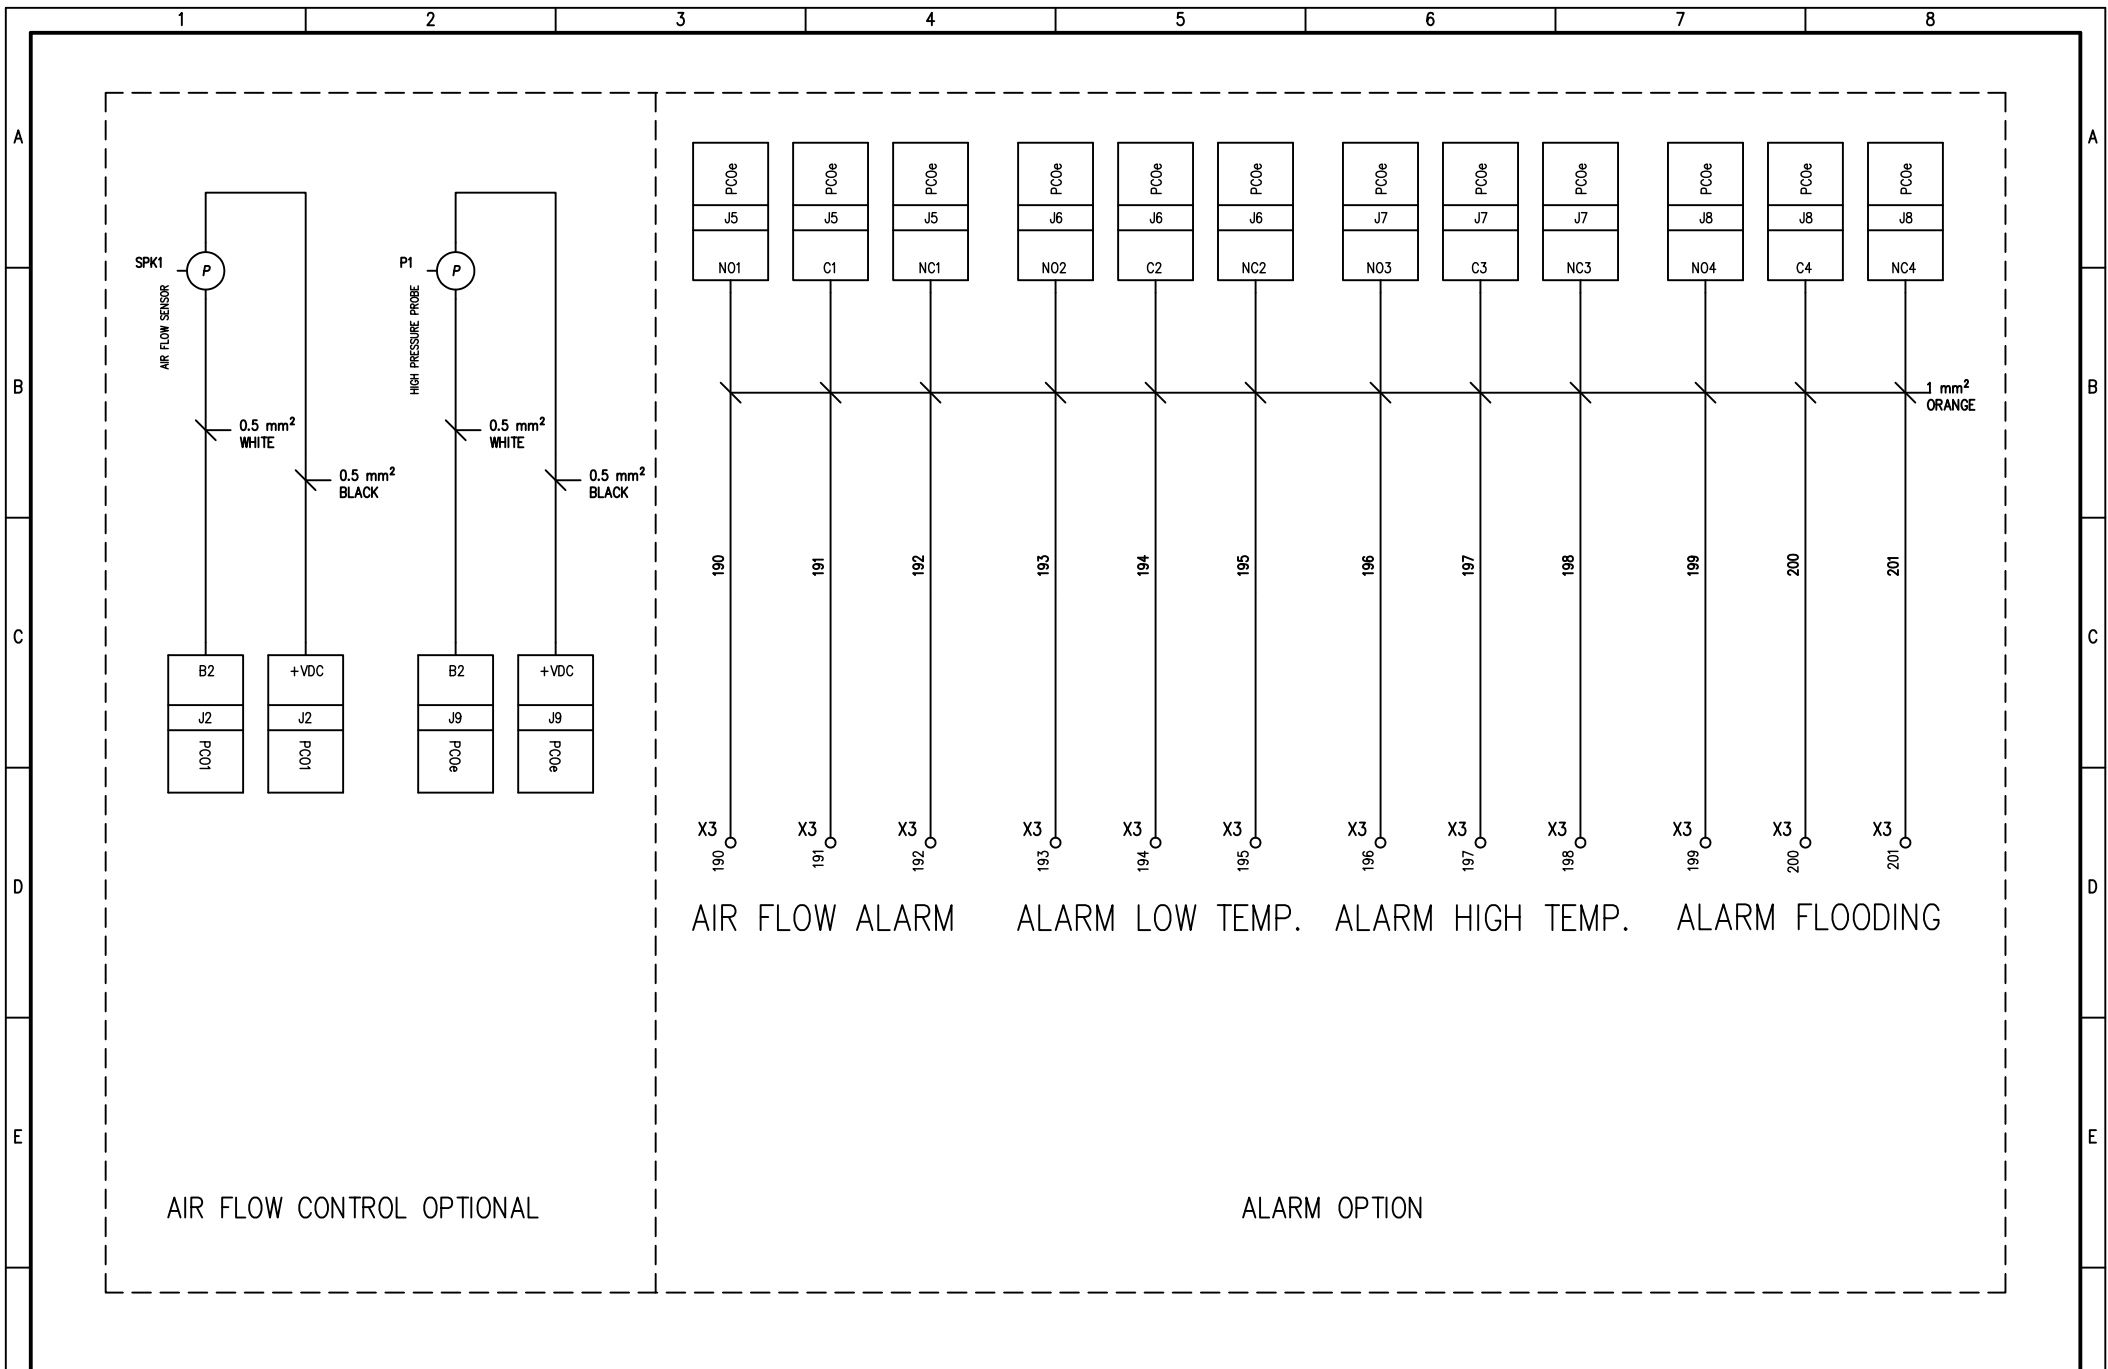 1 2 3 4 5 6 7 8
A A
PCOe PCOe PCOe PCOe PCOe PCOe PCOe PCOe PCOe PCOe PCOe PCOe
J5 J5 J5 J6 J6 J6 J7 J7 J7 J8 J8 J8
NO1 C1 NC1 NO2 C2 NC2 NO3 C3 NC3 NO4 C4 NC4
SPK1 P P1 P
AIR FLOW SENSOR
HIGH PRESSURE PROBE
B B
1 mm²
ORANGE
0.5 mm² 0.5 mm²
WHITE WHITE
0.5 mm² 0.5 mm²
BLACK BLACK
190 191 192 193 194 195 196 197 198 199 200 201
C C
B2 +VDC B2 +VDC
J2 J2 J9 J9
PCO1 PCO1 PCOe PCOe
X3 X3 X3 X3 X3 X3 X3 X3 X3 X3 X3 X3
190 191 192 193 194 195 196 197 198 199 200 201
D D
AIR FLOW ALARM ALARM LOW TEMP. ALARM HIGH TEMP. ALARM FLOODING
E E
AIR FLOW CONTROL OPTIONAL ALARM OPTION